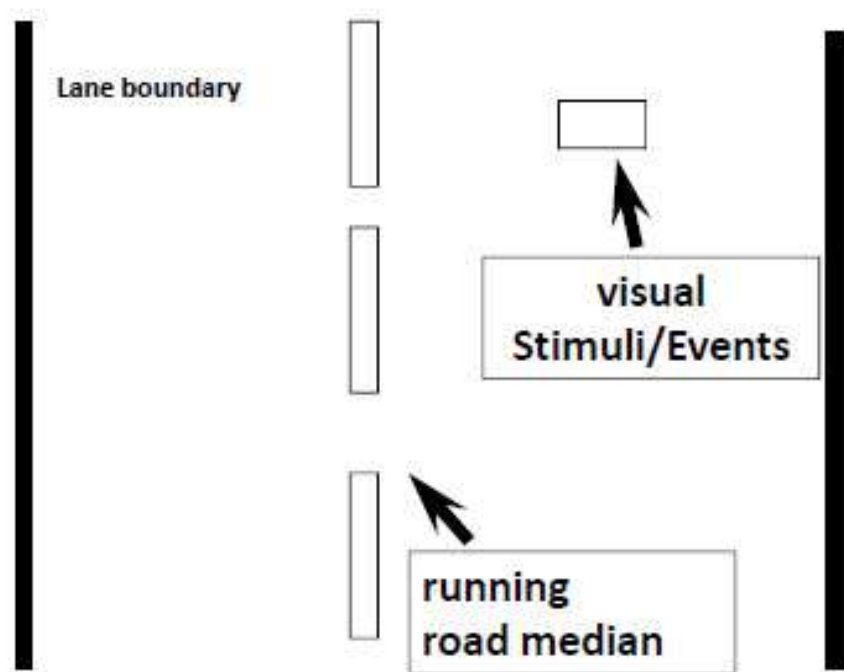 Lane boundary
visual
Stimuli/Events
running
road median